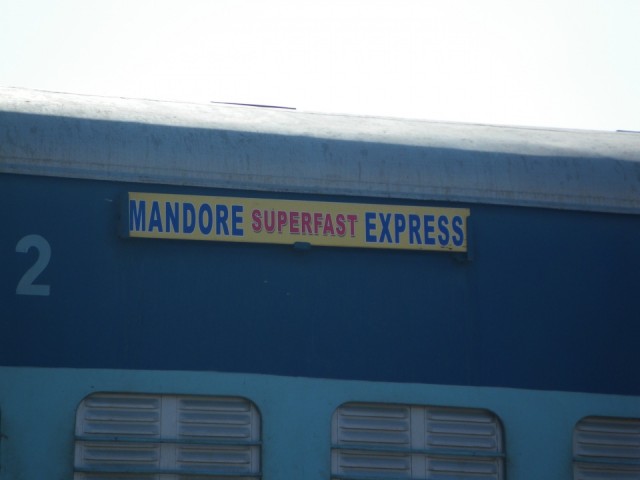 MANDORE SUPERFAST EXPRESS
2